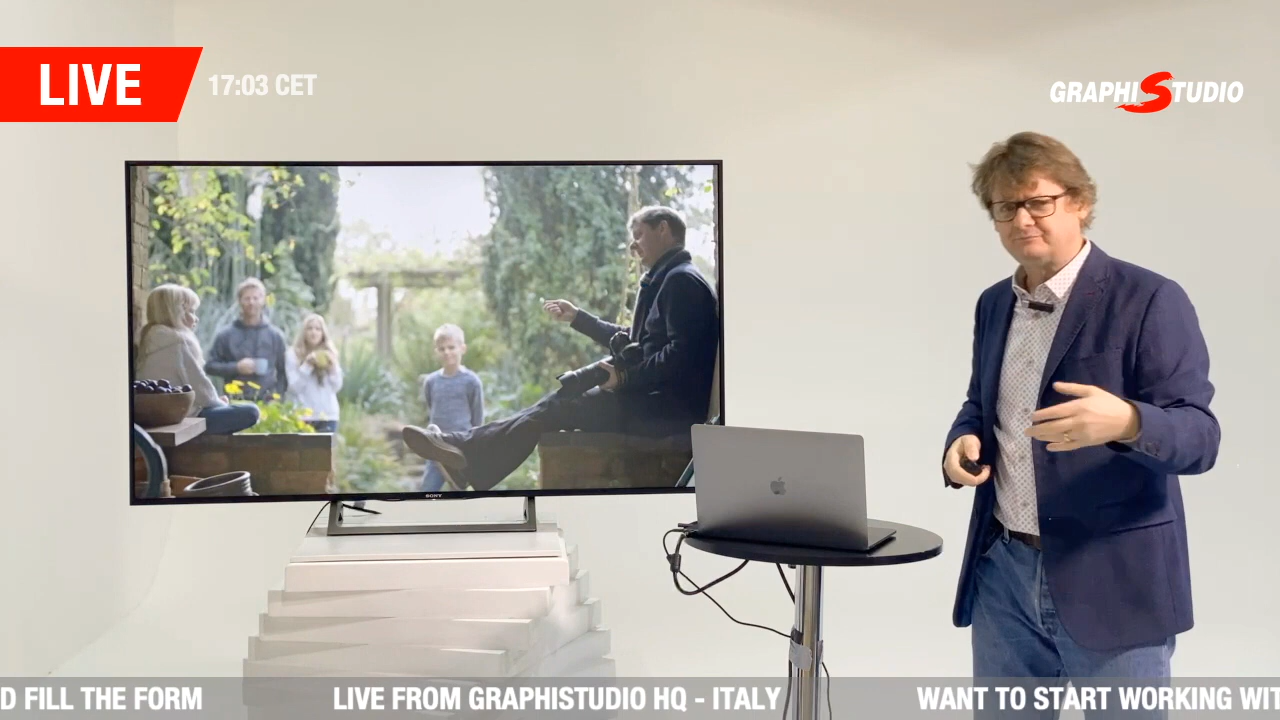 LIVE
17:03 CET
GRAPHISTUDIO
SONY
D FILL THE FORM
LIVE FROM GRAPHISTUDIO HQ - ITALY
WANT TO START WORKING WIT